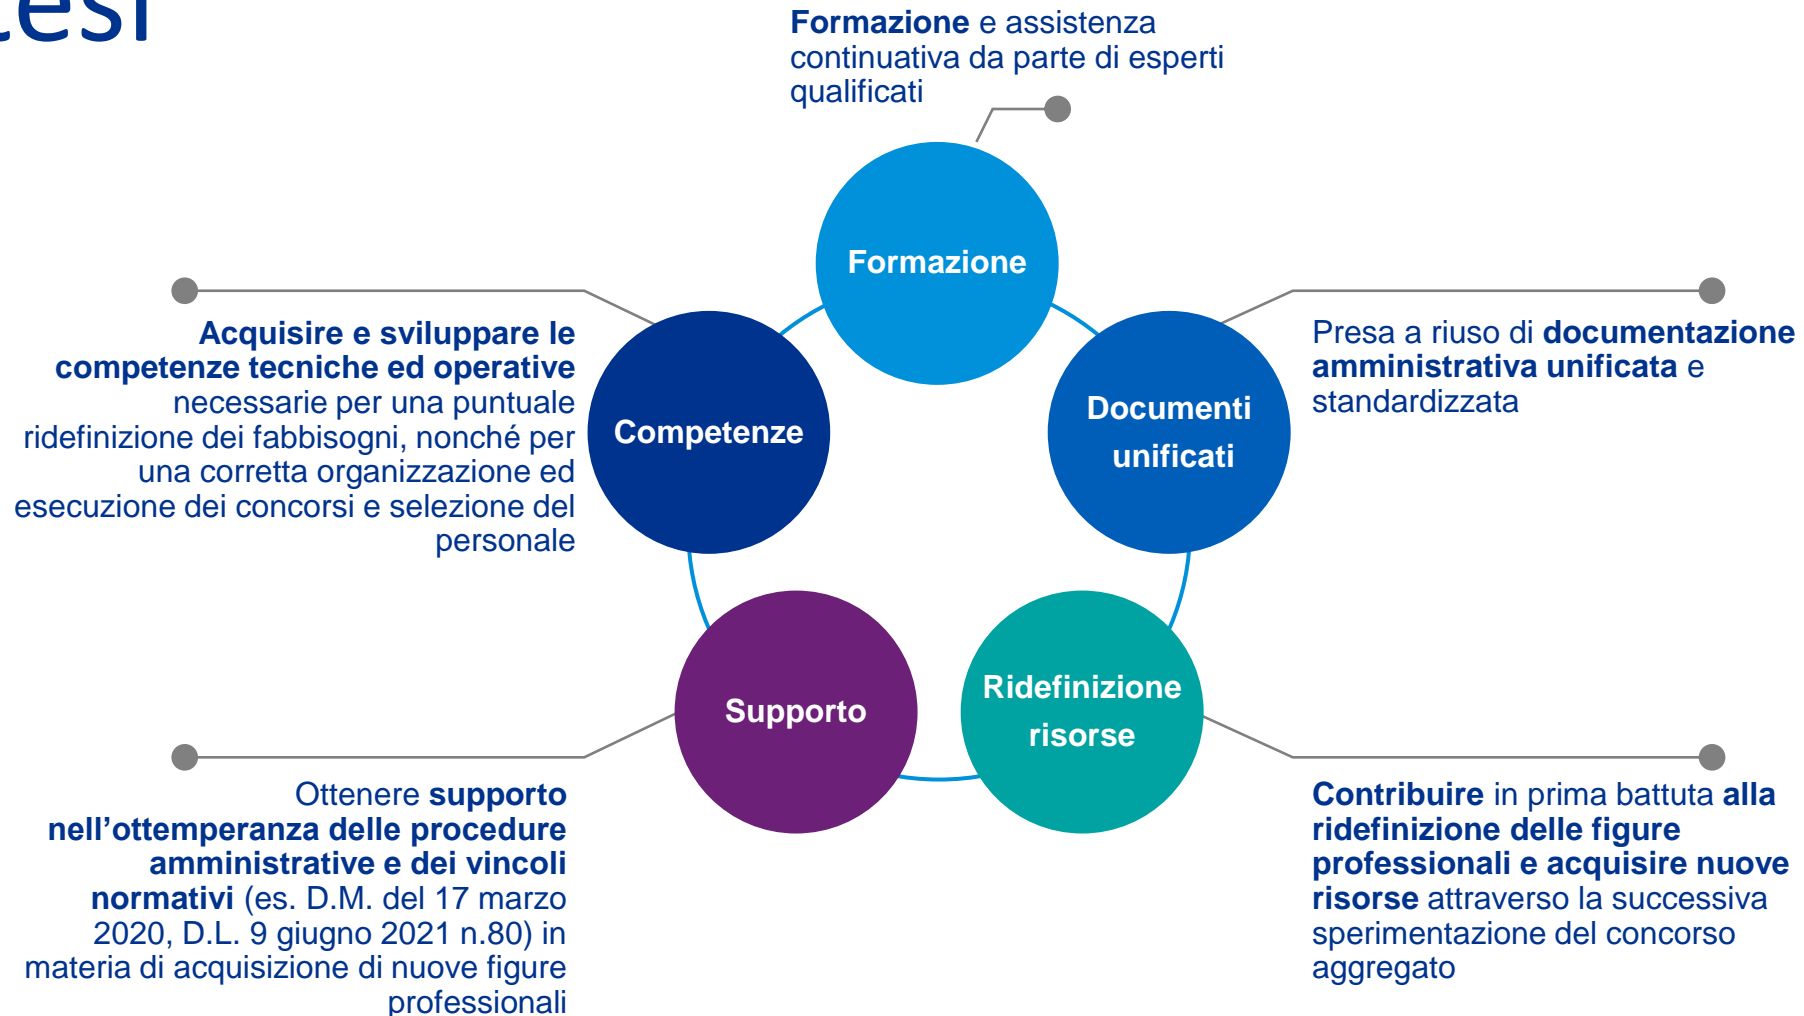 Formazione e assistenza
continuativa da parte di esperti
qualificati
Formazione
Acquisire e sviluppare le
competenze tecniche ed operative
necessarie per una puntuale
ridefinizione dei fabbisogni, nonché per
una corretta organizzazione ed
esecuzione dei concorsi e selezione del
personale
Competenze
Documenti
unificati
Presa a riuso di documentazione
amministrativa unificata e
standardizzata
Supporto
Ridefinizione
risorse
Ottenere supporto
nell’ottemperanza delle procedure
amministrative e dei vincoli
normativi (es. D.M. del 17 marzo
2020, D.L. 9 giugno 2021 n.80) in
materia di acquisizione di nuove figure
professionali
Contribuire in prima battuta alla
ridefinizione delle figure
professionali e acquisire nuove
risorse attraverso la successiva
sperimentazione del concorso
aggregato